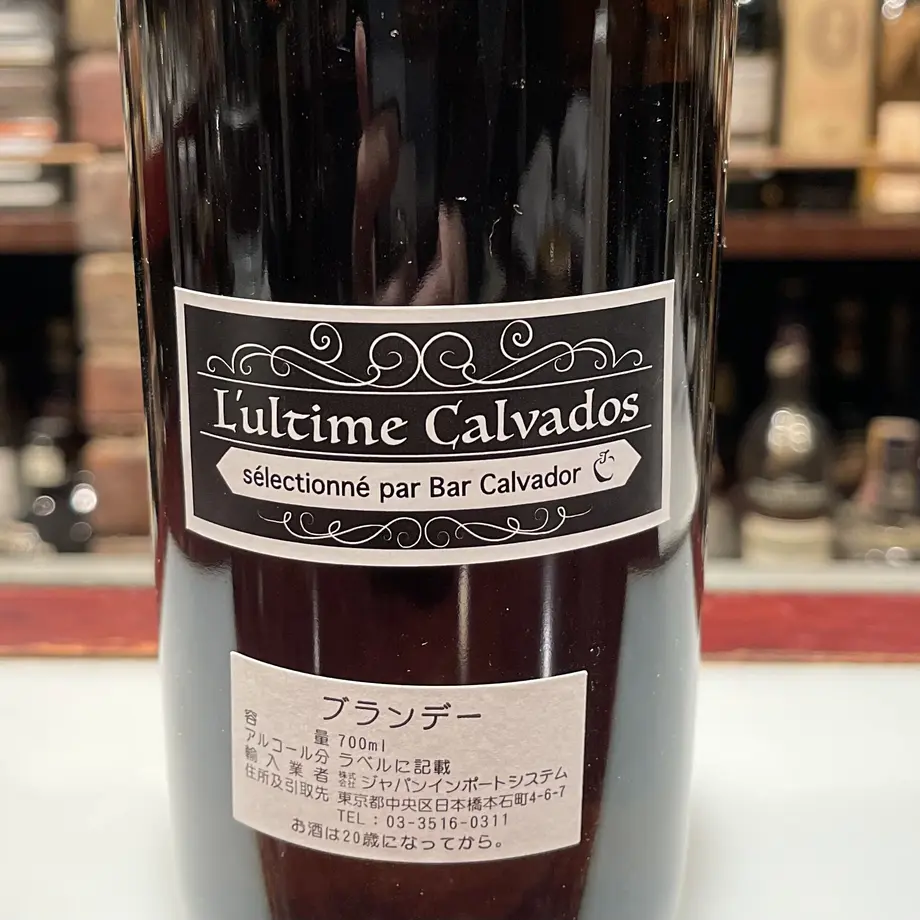 L'ultime Calvados
sélectionné par Bar Calvador
ブランデー
容量 700ml
アルコール分 ラベルに記載
輸入業者 株式会社 ジャパンインポートシステム
住所及引取先 東京都中央区日本橋本石町4-6-7
TEL：03-3516-0311
お酒は20歳になってから。